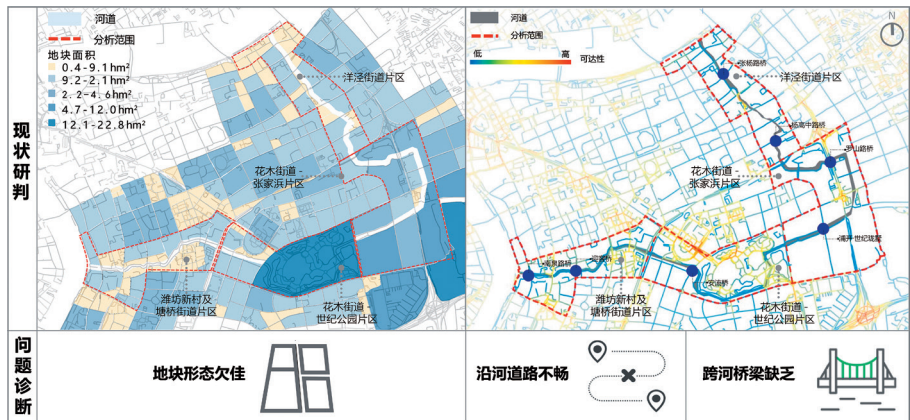 河道
分析范围
地块面积
0.4-9.1hm²
9.2-2.1hm²
2.2-4.6hm²
4.7-12.0hm²
12.1-22.8hm²
洋泾街道片区
花木街道-
张家浜片区
潍坊新村及
塘桥街道片区
花木街道-
世纪公园片区
河道
分析范围
低
高
可达性
N
张杨路桥
洋泾街道片区
杨高中路桥
罗山路桥
花木街道-
张家浜片区
浦开·世纪珑墅
南泉路桥
潍坊新村及
塘桥街道片区
花木街道-
世纪公园片区
现状研判
问题诊断
地块形态欠佳
沿河道路不畅
跨河桥梁缺乏